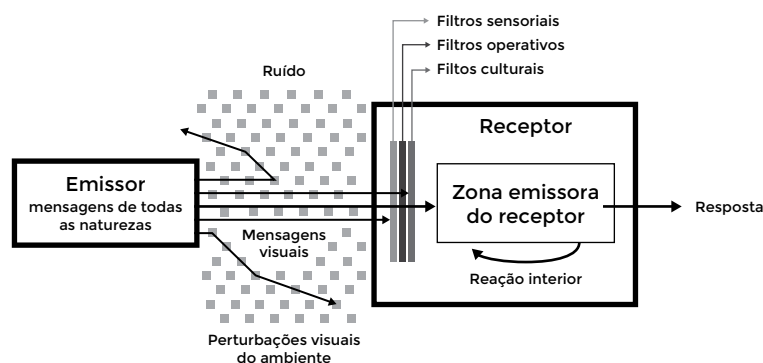 Filtros sensoriais
Filtros operativos
Filtos culturais
Ruído
Receptor
Emissor
mensagens de todas
as naturezas
Zona emissora
do receptor
Resposta
Mensagens
visuais
Reação interior
Perturbações visuais
do ambiente